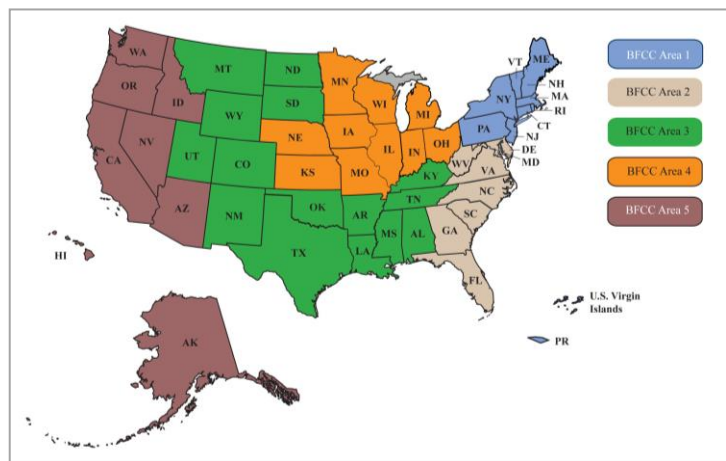 WA
MT
ND
MN
VT
ME
BFCC Area 1
OR
ID
SD
WI
NY
NH
MA
BFCC Area 2
WY
MI
RI
CT
NV
NE
IA
PA
NJ
BFCC Area 3
UT
CO
IL
IN
OH
DE
MD
CA
KS
MO
WV
VA
BFCC Area 4
KY
NC
AZ
NM
OK
AR
TN
SC
BFCC Area 5
TX
LA
MS
AL
GA
HI
FL
U.S. Virgin
Islands
PR
AK